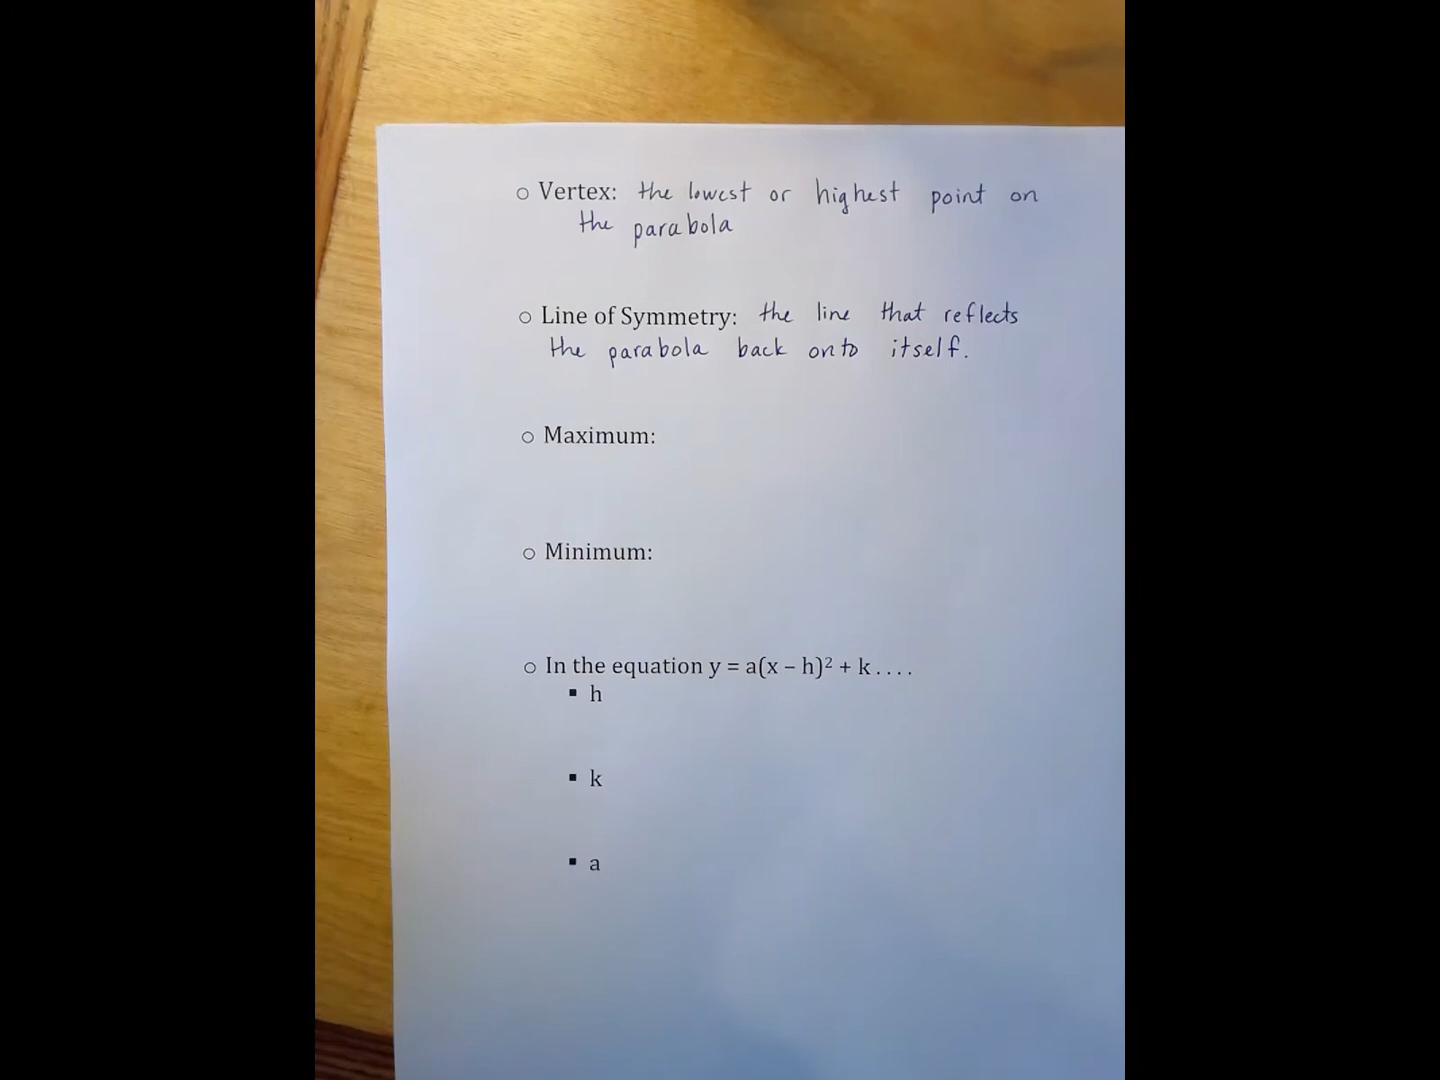 ○ Vertex: the lowest or highest point on
the parabola
○ Line of Symmetry: the line that reflects
the parabola back onto itself.
○ Maximum:
○ Minimum:
○ In the equation y = a(x – h)² + k . . . .
▪ h
▪ k
▪ a